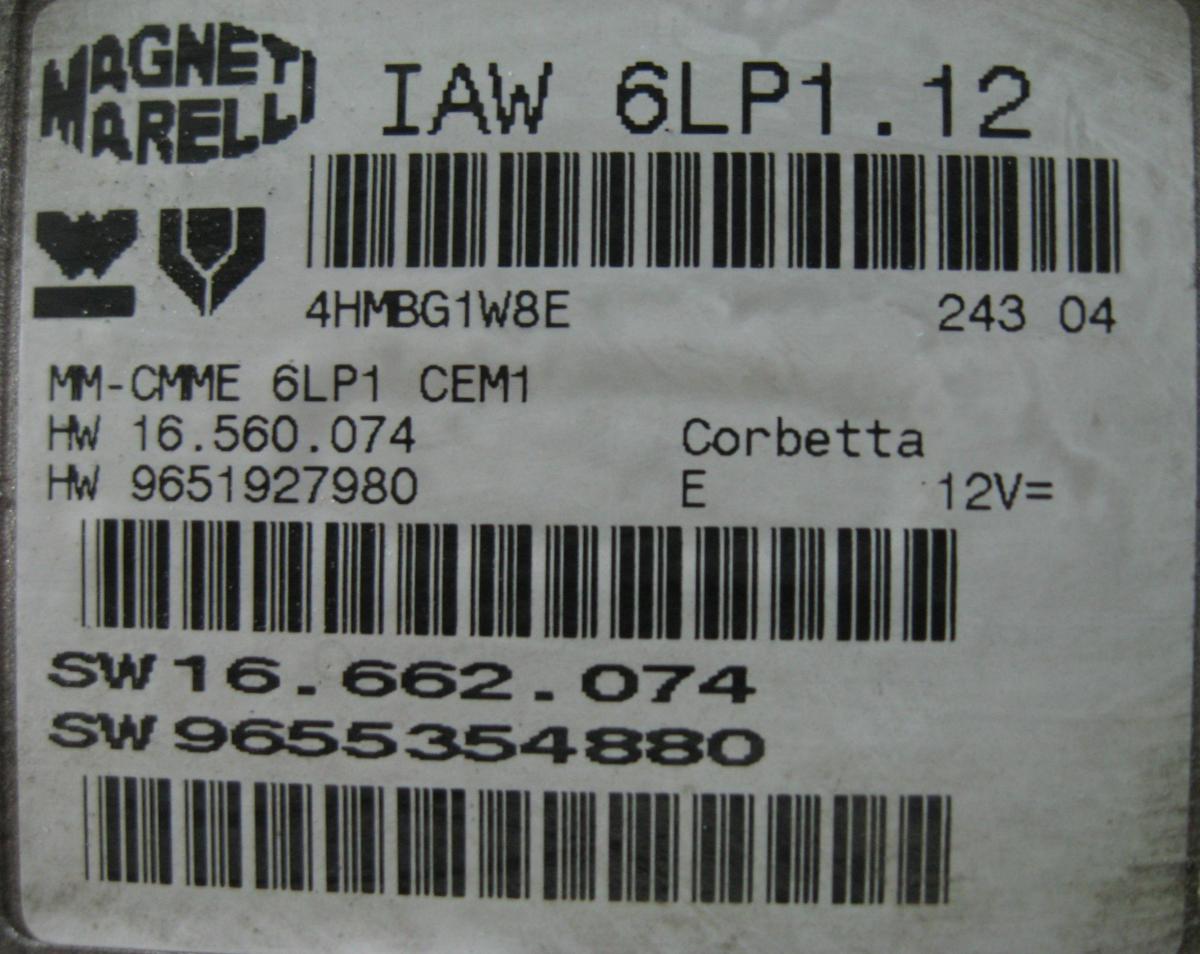 MAGNETI MARELLI
IAW 6LP1.12
4HMBG1W8E 243 04
MM-CMME 6LP1 CEM1
HW 16.560.074 Corbetta
HW 9651927980 E 12V=
SW 16.662.074
SW 9655354880